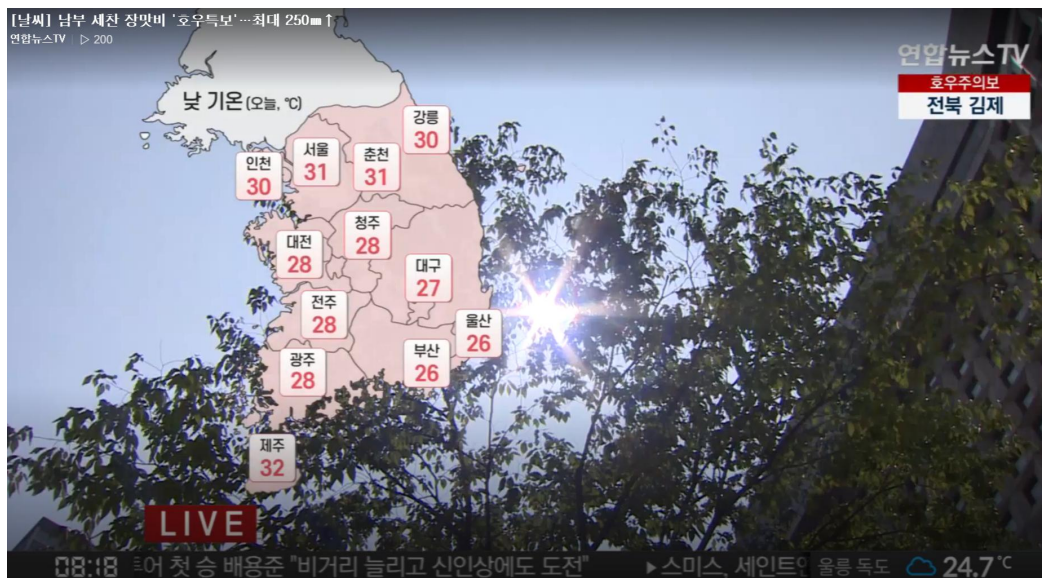 [날씨] 남부 세찬 장맛비 '호우특보'…최대 250㎜↑
연합뉴스TV ▷ 200
연합뉴스TV
호우주의보
전북 김제
낮 기온(오늘, ℃)
강릉
30
서울
31
춘천
31
인천
30
청주
28
대전
28
대구
27
전주
28
울산
26
부산
26
광주
28
제주
32
LIVE
08:18 첫 승 배용준 "비거리 늘리고 신인상에도 도전" ▶스미스, 울릉 독도 24.7℃